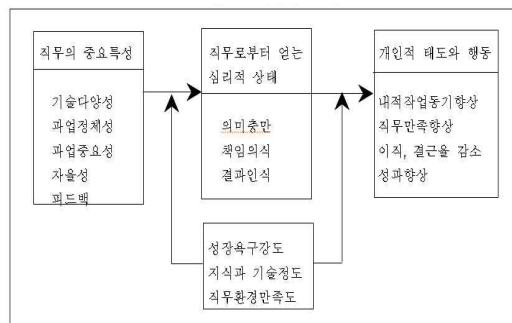 직무의 중요특성
기술다양성
과업정체성
과업중요성
자율성
피드백
직무로부터 얻는
심리적 상태
의미충만
책임의식
결과인식
개인적 태도와 행동
내적작업동기향상
직무만족향상
이직, 결근율 감소
성과향상
성장욕구강도
지식과 기술정도
직무환경만족도